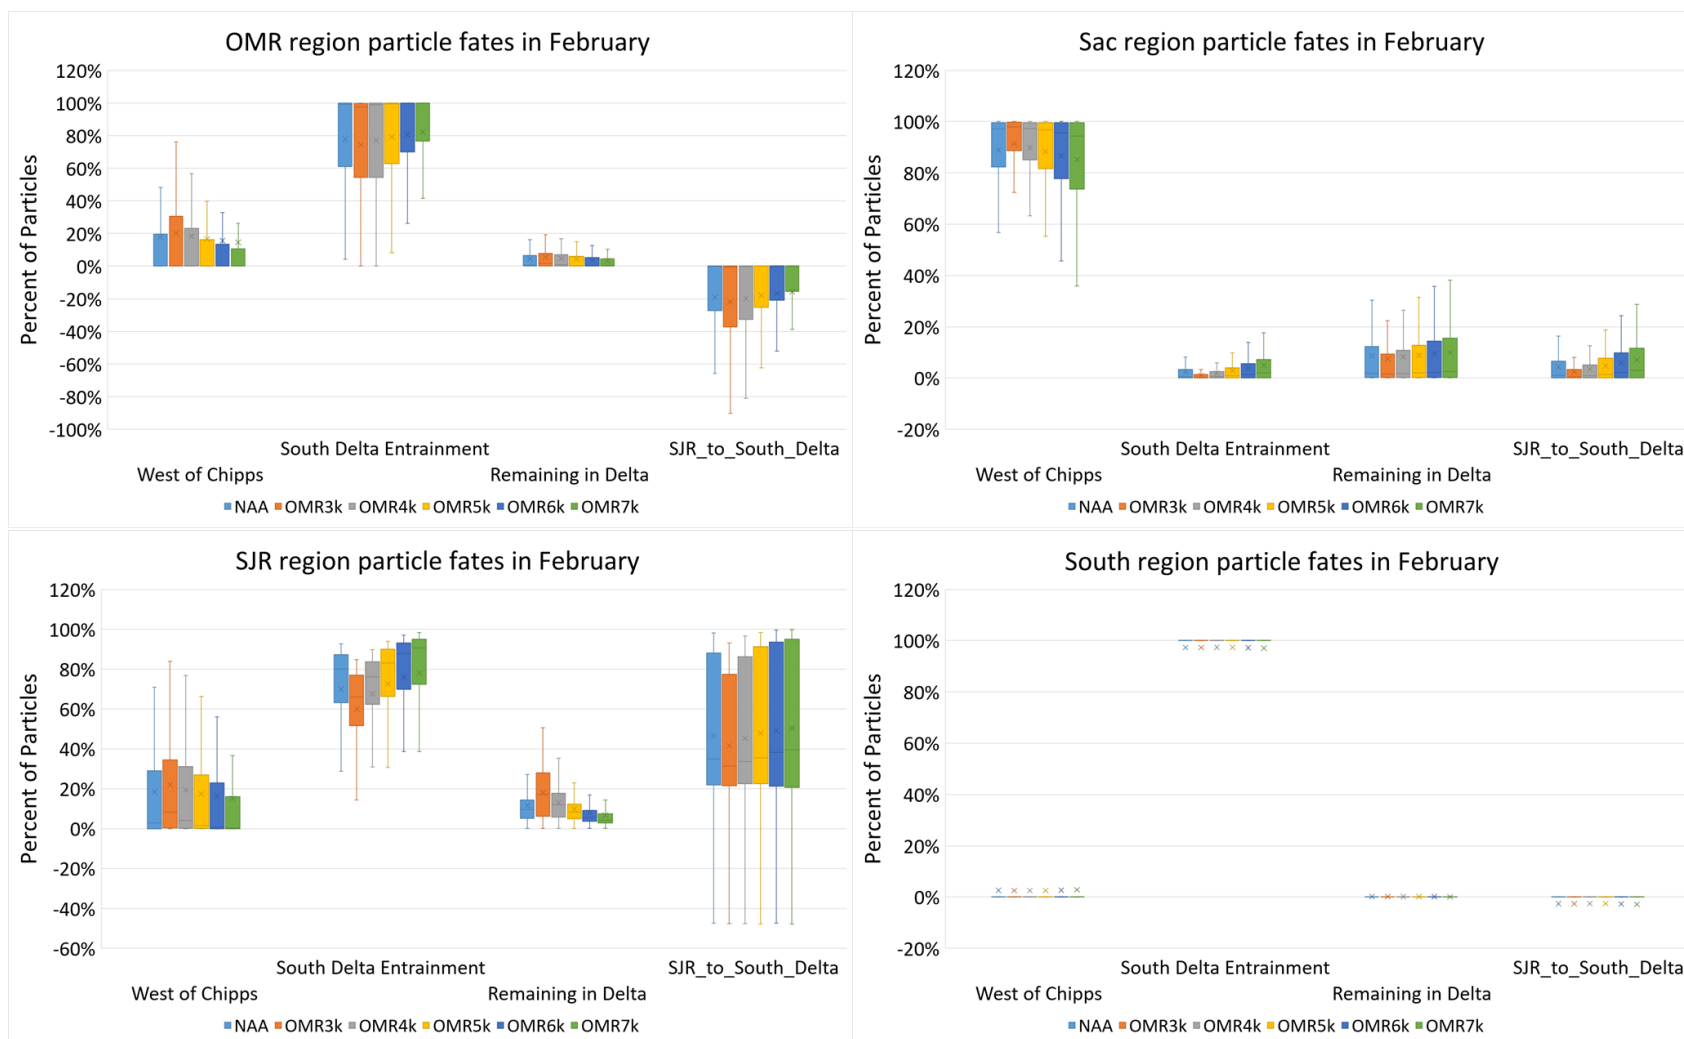 OMR region particle fates in February
Percent of Particles
120%
100%
80%
60%
40%
20%
0%
-20%
-40%
-60%
-80%
-100%
South Delta Entrainment SJR_to_South_Delta
West of Chipps Remaining in Delta
NAA OMR3k OMR4k OMR5k OMR6k OMR7k
Sac region particle fates in February
Percent of Particles
120%
100%
80%
60%
40%
20%
0%
-20%
South Delta Entrainment SJR_to_South_Delta
West of Chipps Remaining in Delta
NAA OMR3k OMR4k OMR5k OMR6k OMR7k
SJR region particle fates in February
Percent of Particles
120%
100%
80%
60%
40%
20%
0%
-20%
-40%
-60%
South Delta Entrainment SJR_to_South_Delta
West of Chipps Remaining in Delta
NAA OMR3k OMR4k OMR5k OMR6k OMR7k
South region particle fates in February
Percent of Particles
120%
100%
80%
60%
40%
20%
0%
-20%
South Delta Entrainment SJR_to_South_Delta
West of Chipps Remaining in Delta
NAA OMR3k OMR4k OMR5k OMR6k OMR7k